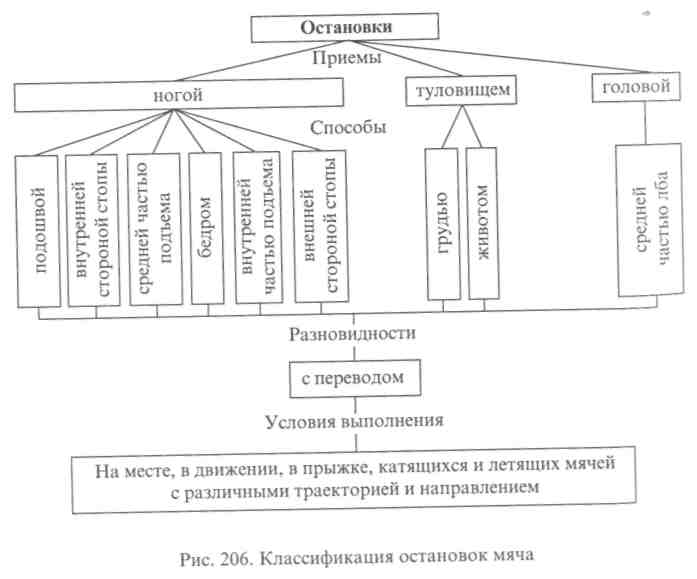 Остановки
Приемы
ногой
туловищем
головой
Способы
подошвой
внутренней
стороной стопы
средней частью
подъема
бедром
внутренней
частью подъема
внешней
стороной стопы
грудью
животом
средней
частью лба
Разновидности
с переводом
Условия выполнения
На месте, в движении, в прыжке, катящихся и летящих мячей
с различными траекторией и направлением
Рис. 206. Классификация остановок мяча